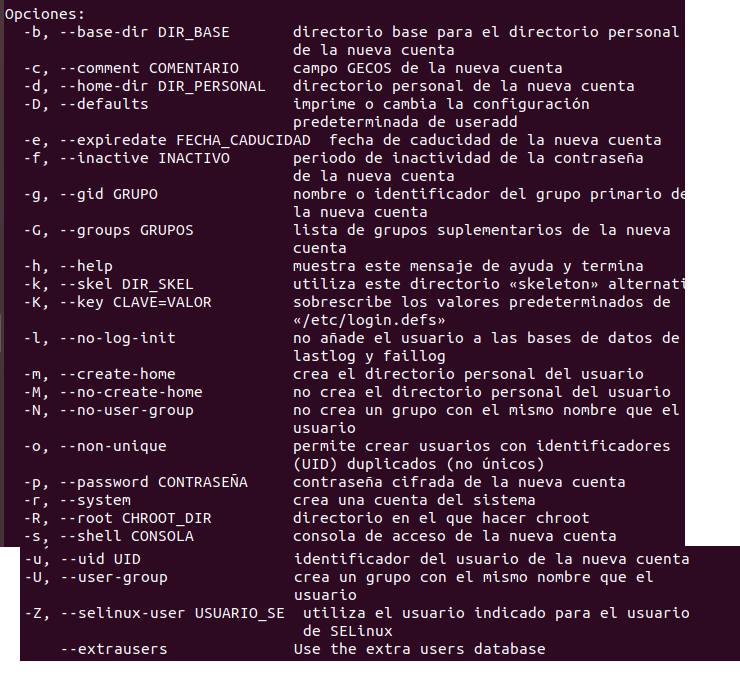 Opciones:
-b, --base-dir DIR_BASE       directorio base para el directorio personal
                              de la nueva cuenta
-c, --comment COMENTARIO      campo GECOS de la nueva cuenta
-d, --home-dir DIR_PERSONAL   directorio personal de la nueva cuenta
-D, --defaults                imprime o cambia la configuración
                              predeterminada de useradd
-e, --expiredate FECHA_CADUCIDAD  fecha de caducidad de la nueva cuenta
-f, --inactive INACTIVO       periodo de inactividad de la contraseña
                              de la nueva cuenta
-g, --gid GRUPO               nombre o identificador del grupo primario de
                              la nueva cuenta
-G, --groups GRUPOS           lista de grupos suplementarios de la nueva
                              cuenta
-h, --help                    muestra este mensaje de ayuda y termina
-k, --skel DIR_SKEL           utiliza este directorio «skeleton» alternati
-K, --key CLAVE=VALOR         sobrescribe los valores predeterminados de
                              «/etc/login.defs»
-l, --no-log-init             no añade el usuario a las bases de datos de
                              lastlog y faillog
-m, --create-home             crea el directorio personal del usuario
-M, --no-create-home          no crea el directorio personal del usuario
-N, --no-user-group           no crea un grupo con el mismo nombre que el
                              usuario
-o, --non-unique              permite crear usuarios con identificadores
                              (UID) duplicados (no únicos)
-p, --password CONTRASEÑA     contraseña cifrada de la nueva cuenta
-r, --system                  crea una cuenta del sistema
-R, --root CHROOT_DIR         directorio en el que hacer chroot
-s, --shell CONSOLA           consola de acceso de la nueva cuenta
-u, --uid UID                 identificador del usuario de la nueva cuenta
-U, --user-group              crea un grupo con el mismo nombre que el
                              usuario
-Z, --selinux-user USUARIO_SE  utiliza el usuario indicado para el usuario
                               de SELinux
    --extrausers              Use the extra users database